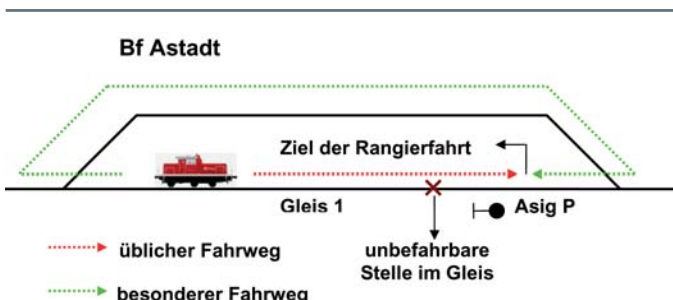 Bf Astadt
Ziel der Rangierfahrt
Gleis 1
Asig P
üblicher Fahrweg
unbefahrbare
Stelle im Gleis
besonderer Fahrweg